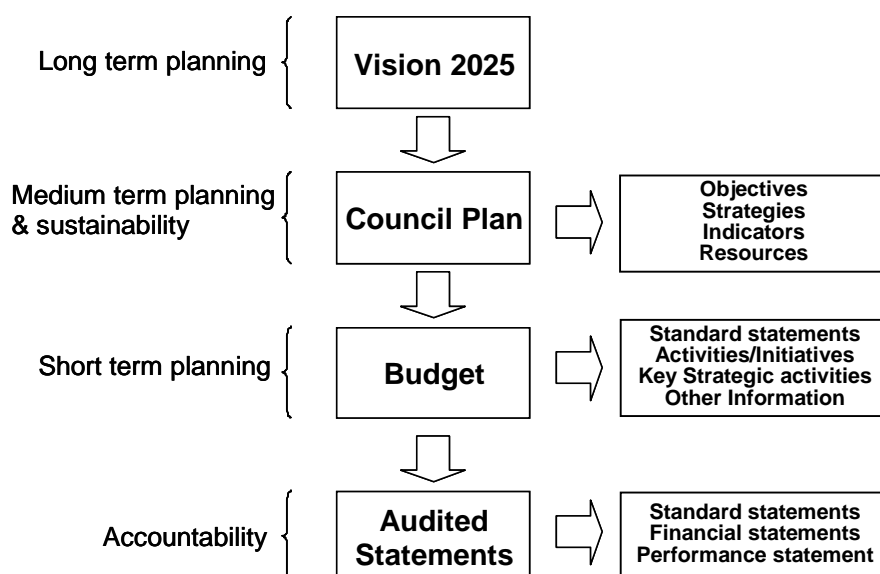 Long term planning
Vision 2025
Medium term planning
& sustainability
Council Plan
Objectives
Strategies
Indicators
Resources
Short term planning
Budget
Standard statements
Activities/Initiatives
Key Strategic activities
Other Information
Accountability
Audited
Statements
Standard statements
Financial statements
Performance statement